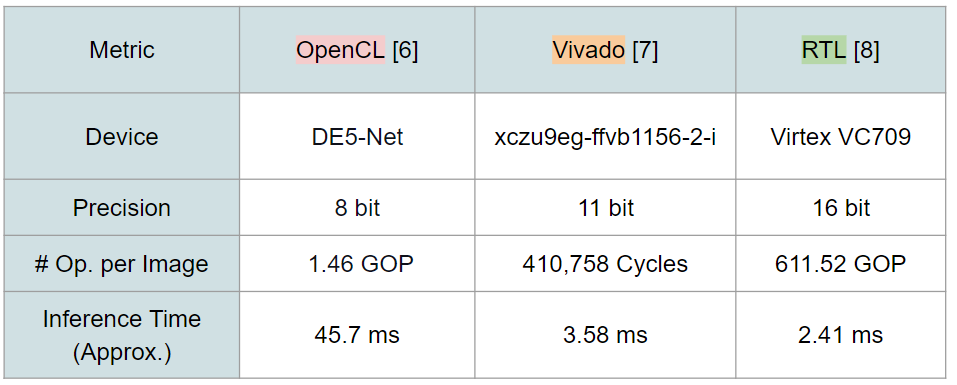 Metric OpenCL [6] Vivado [7] RTL [8]
Device DE5-Net xczu9eg-ffvb1156-2-i Virtex VC709
Precision 8 bit 11 bit 16 bit
# Op. per Image 1.46 GOP 410,758 Cycles 611.52 GOP
Inference Time
(Approx.) 45.7 ms 3.58 ms 2.41 ms